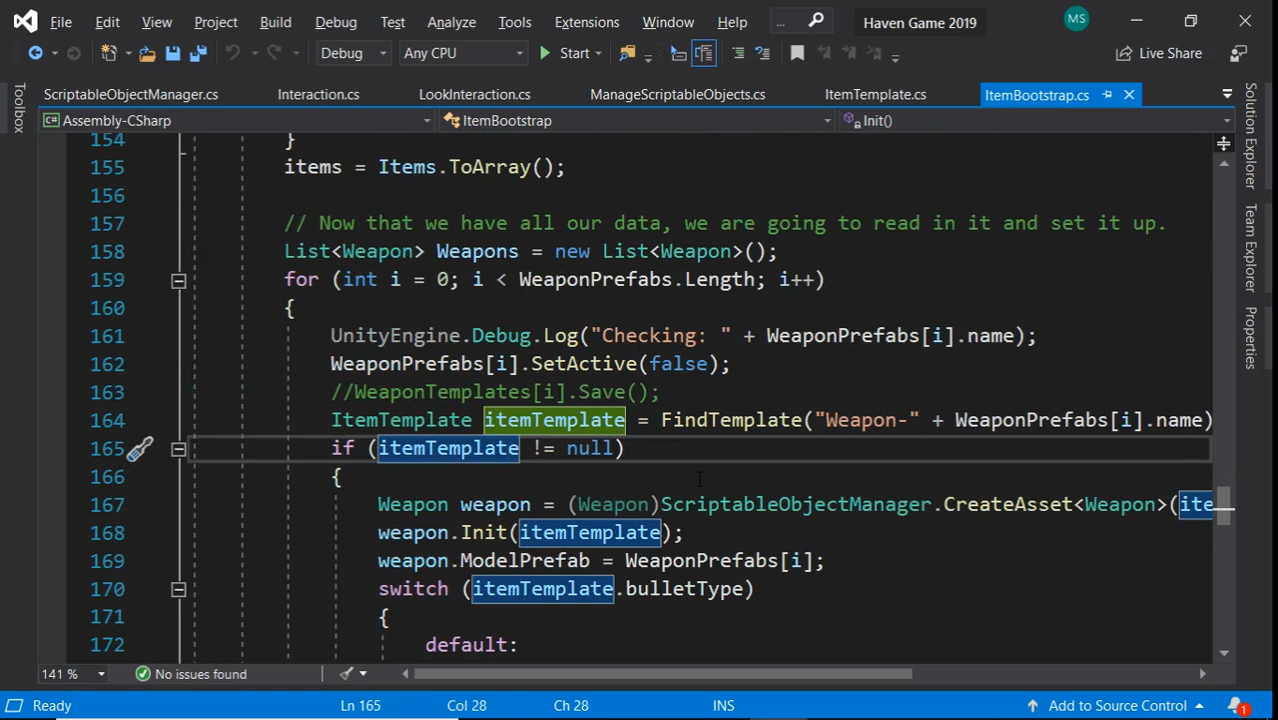 File Edit View Project Build Debug Test Analyze Tools Extensions Window Help ... Haven Game 2019 MS
Debug Any CPU Start Live Share
ScriptableObjectManager.cs Interaction.cs LookInteraction.cs ManageScriptableObjects.cs ItemTemplate.cs ItemBootstrap.cs
Assembly-CSharp ItemBootstrap Init()
Toolbox
Solution Explorer
Team Explorer
Properties
154 }
155 items = Items.ToArray();
156
157 // Now that we have all our data, we are going to read in it and set it up.
158 List<Weapon> Weapons = new List<Weapon>();
159 for (int i = 0; i < WeaponPrefabs.Length; i++)
160 {
161 UnityEngine.Debug.Log("Checking: " + WeaponPrefabs[i].name);
162 WeaponPrefabs[i].SetActive(false);
163 //WeaponTemplates[i].Save();
164 ItemTemplate itemTemplate = FindTemplate("Weapon-" + WeaponPrefabs[i].name)
165 if (itemTemplate != null)
166 {
167 Weapon weapon = (Weapon)ScriptableObjectManager.CreateAsset<Weapon>(ite
168 weapon.Init(itemTemplate);
169 weapon.ModelPrefab = WeaponPrefabs[i];
170 switch (itemTemplate.bulletType)
171 {
172 default:
141 % No issues found
Ready Ln 165 Col 28 Ch 28 INS Add to Source Control 1